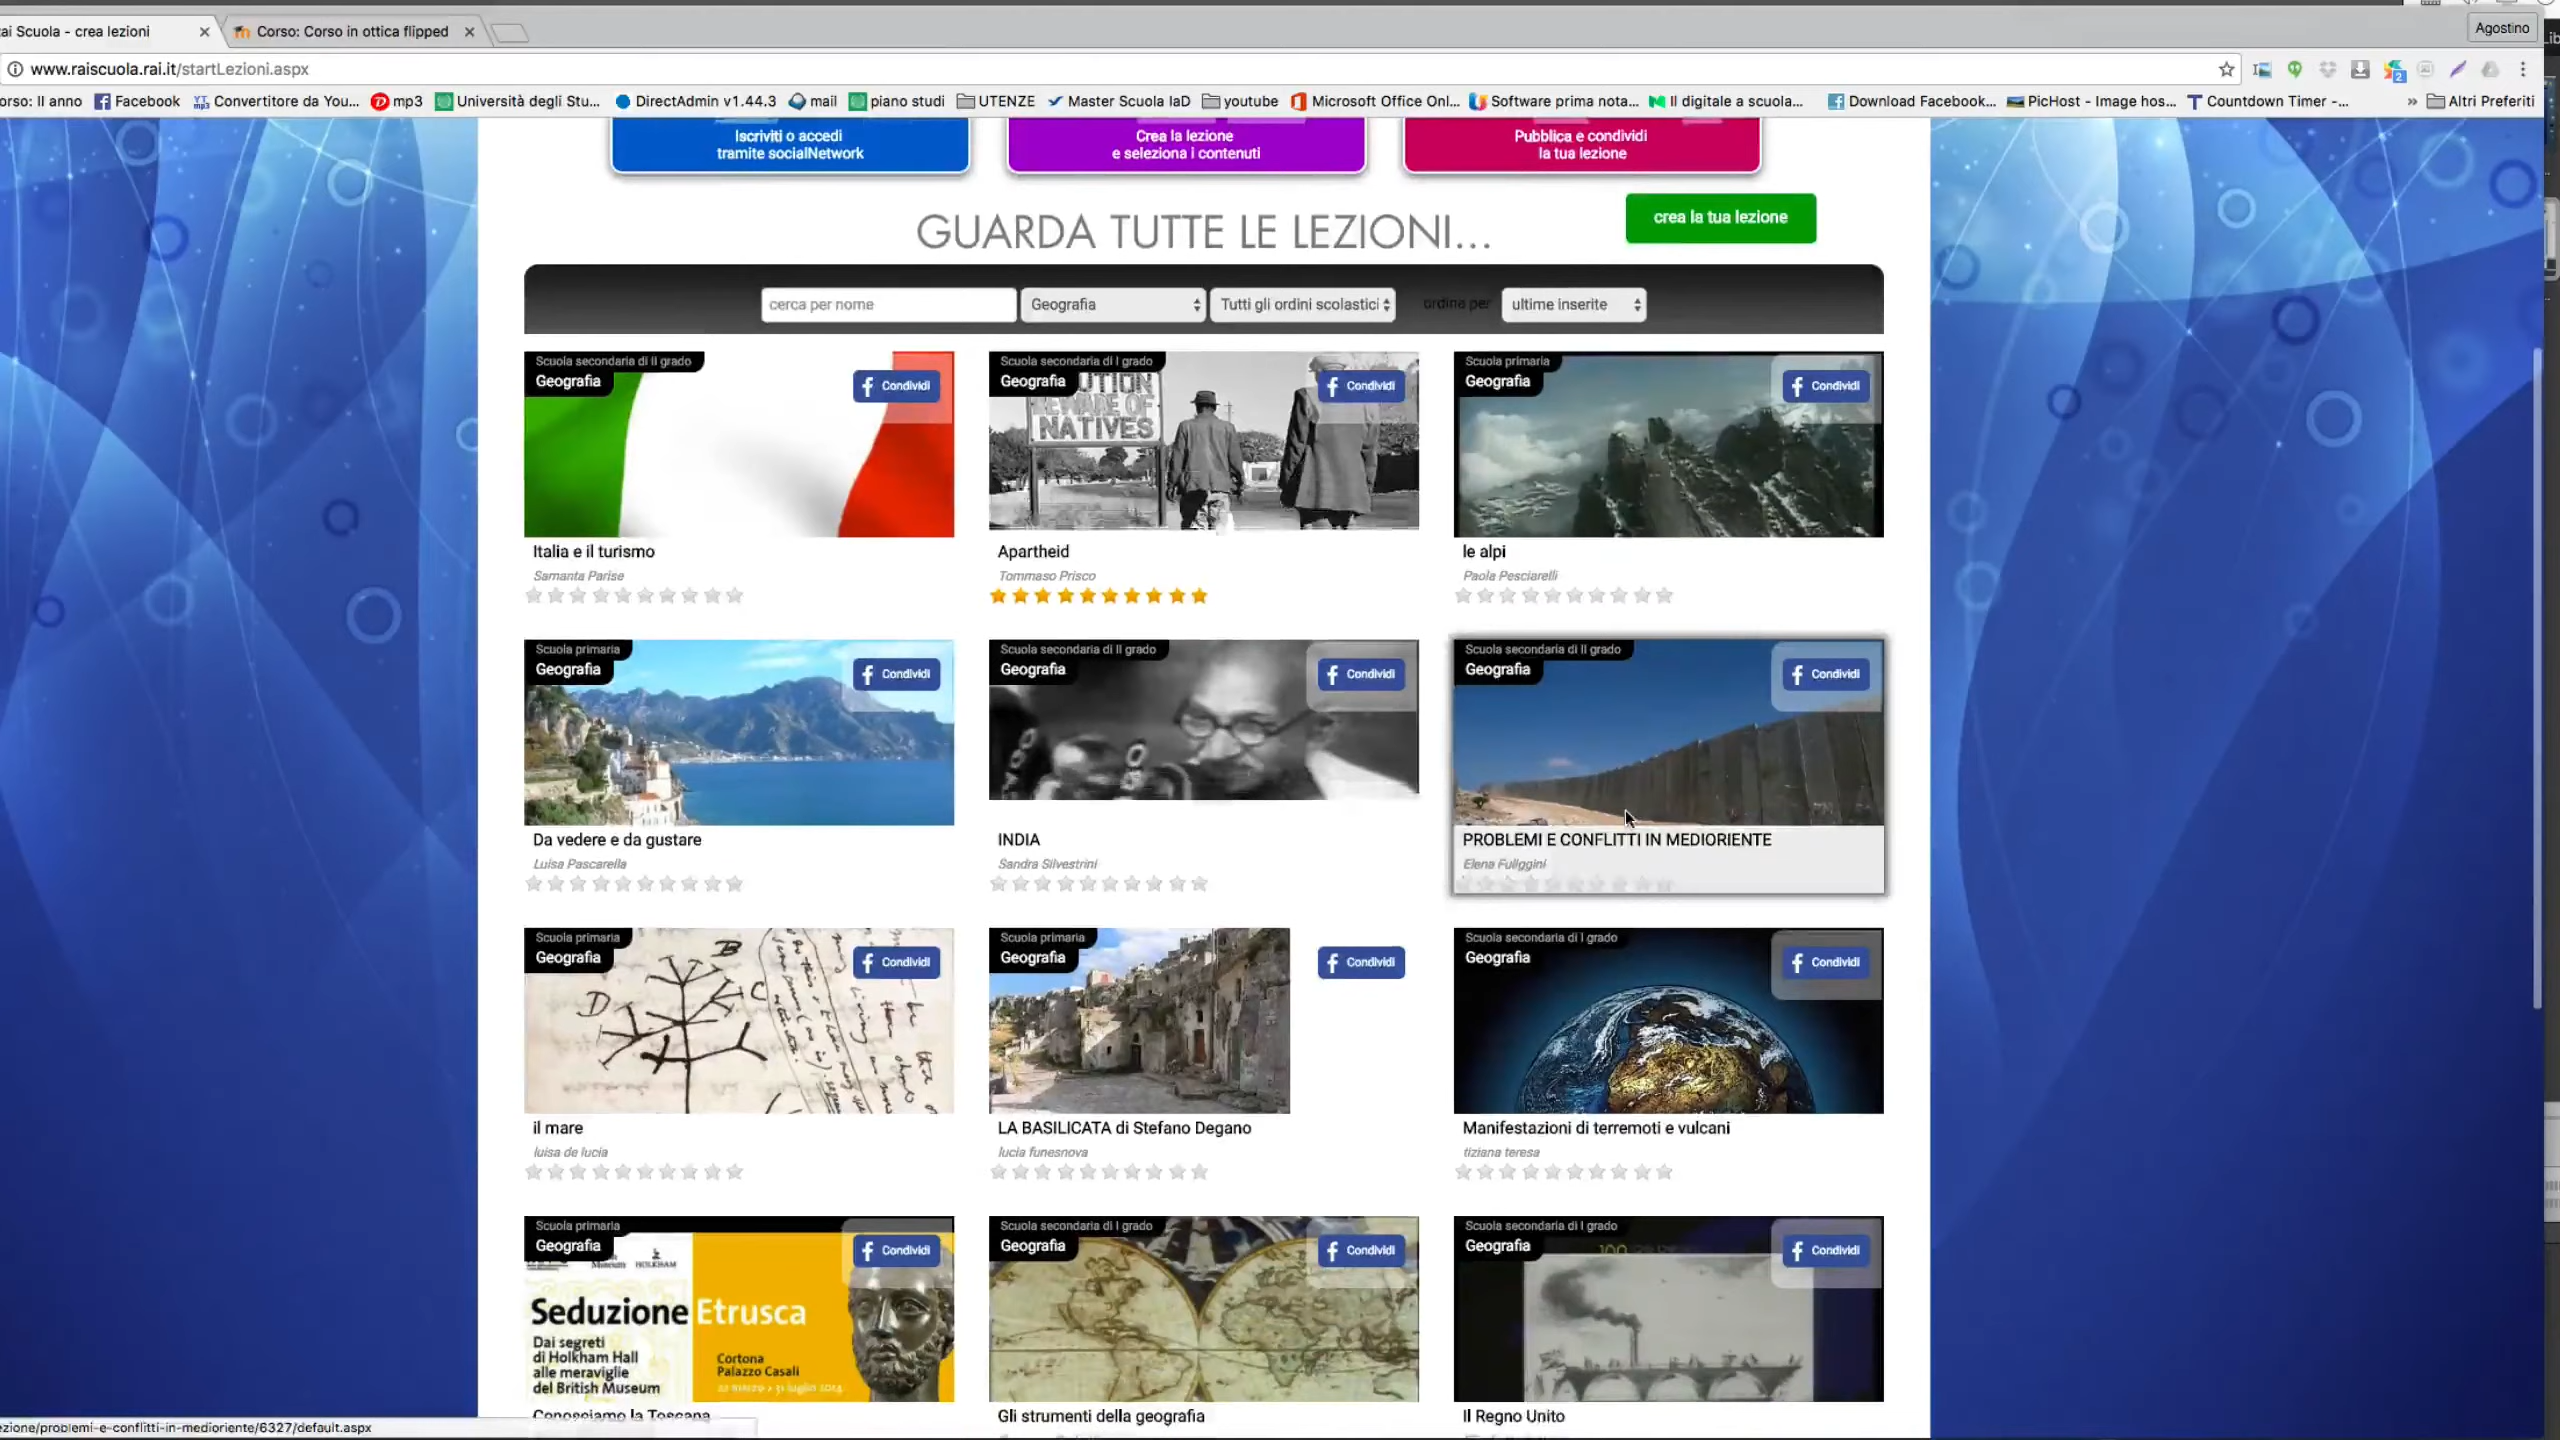 ai Scuola - crea lezioni
Corso: Corso in ottica flipped
Agostino
www.raiscuola.rai.it/startLezioni.aspx
orso: II anno
Facebook
Convertitore da You...
mp3
Università degli Stu...
DirectAdmin v1.44.3
mail
piano studi
UTENZE
Master Scuola IaD
youtube
Microsoft Office Onl...
Software prima nota...
Il digitale a scuola...
Download Facebook...
PicHost - Image hos...
Countdown Timer -...
»
Altri Preferiti
Iscriviti o accedi
tramite socialNetwork
Crea la lezione
e seleziona i contenuti
Pubblica e condividi
la tua lezione
GUARDA TUTTE LE LEZIONI...
crea la tua lezione
cerca per nome
Geografia
Tutti gli ordini scolastici
ordina per
ultime inserite
Scuola secondaria di II grado
Geografia
Condividi
Italia e il turismo
Samanta Parise
Scuola secondaria di I grado
Geografia
Condividi
BEWARE OF
NATIVES
Apartheid
Tommaso Prisco
Scuola primaria
Geografia
Condividi
le alpi
Paola Pesciarelli
Scuola primaria
Geografia
Condividi
Da vedere e da gustare
Luisa Pascarella
Scuola secondaria di II grado
Geografia
Condividi
INDIA
Sandra Silvestrini
Scuola secondaria di II grado
Geografia
Condividi
PROBLEMI E CONFLITTI IN MEDIORIENTE
Elena Fuliggini
Scuola primaria
Geografia
Condividi
B
C
D
il mare
luisa de lucia
Scuola primaria
Geografia
Condividi
LA BASILICATA di Stefano Degano
lucia funesnova
Scuola secondaria di I grado
Geografia
Condividi
Manifestazioni di terremoti e vulcani
tiziana teresa
Scuola primaria
Geografia
Condividi
Museum
HOLKHAM
Seduzione Etrusca
Dai segreti
di Holkham Hall
alle meraviglie
del British Museum
Cortona
Palazzo Casali
22 marzo > 31 luglio 2014
Conosciamo la Toscana
Scuola secondaria di I grado
Geografia
Condividi
Gli strumenti della geografia
Scuola secondaria di I grado
Geografia
Condividi
Il Regno Unito
ezione/problemi-e-conflitti-in-medioriente/6327/default.aspx